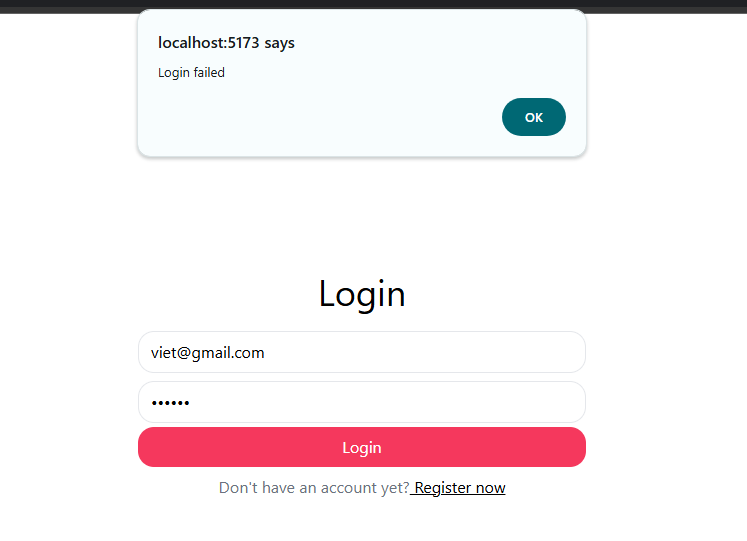 localhost:5173 says
Login failed
OK
Login
viet@gmail.com
••••••
Login
Don't have an account yet? Register now